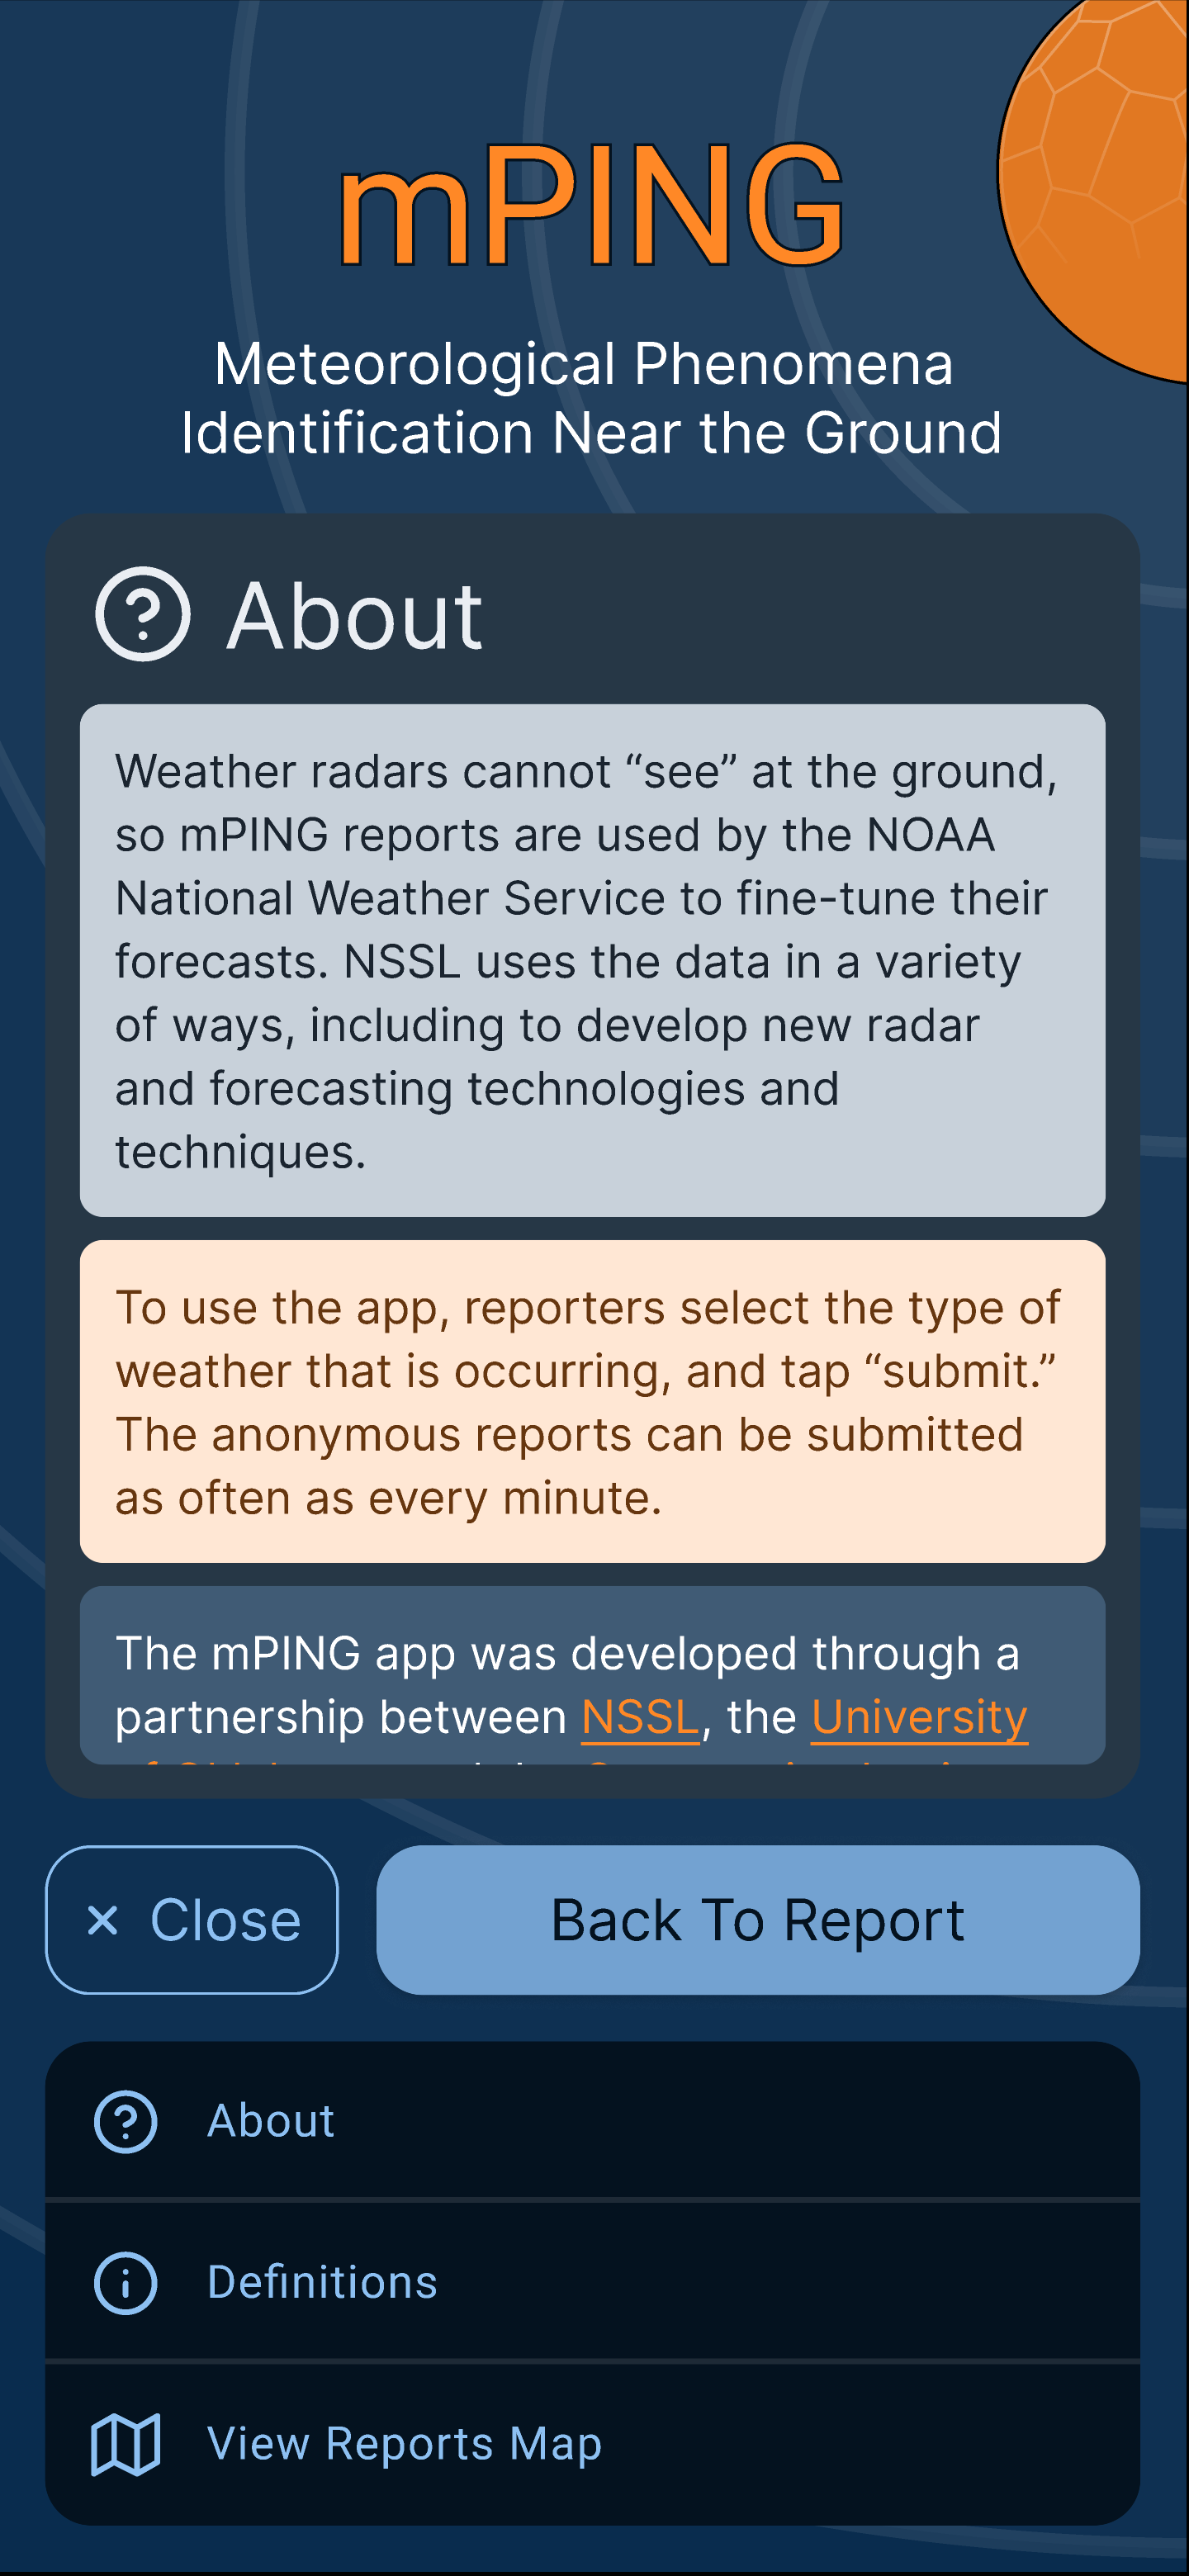 mPING
Meteorological Phenomena
Identification Near the Ground
About
Weather radars cannot “see” at the ground,
so mPING reports are used by the NOAA
National Weather Service to fine-tune their
forecasts. NSSL uses the data in a variety
of ways, including to develop new radar
and forecasting technologies and
techniques.
To use the app, reporters select the type of
weather that is occurring, and tap “submit.”
The anonymous reports can be submitted
as often as every minute.
The mPING app was developed through a
partnership between NSSL, the University
Close
Back To Report
About
Definitions
View Reports Map